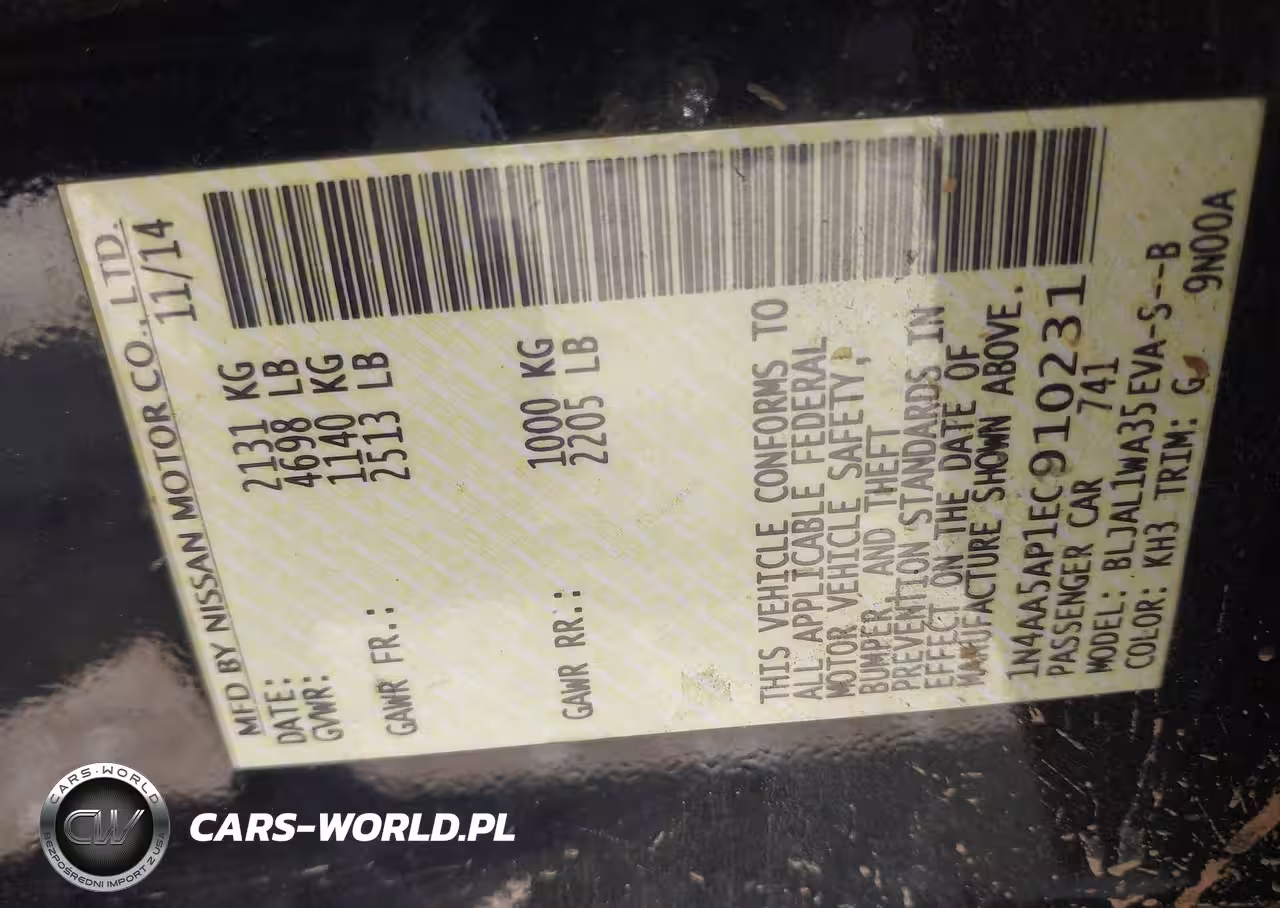 MFD BY NISSAN MOTOR CO., LTD.
DATE: 11/14
GVWR: 2131 KG
4698 LB
GAWR FR.: 1140 KG
2513 LB
GAWR RR.: 1000 KG
2205 LB
THIS VEHICLE CONFORMS TO
ALL APPLICABLE FEDERAL
MOTOR VEHICLE SAFETY,
BUMPER, AND THEFT
PREVENTION STANDARDS IN
EFFECT ON THE DATE OF
MANUFACTURE SHOWN ABOVE.
1N4AA5AP1EC910231
PASSENGER CAR 741
MODEL: BLJAL1WA35EVA-S--B
COLOR: KH3 TRIM: G 9N00A
CARS-WORLD
CW
BEZPOŚREDNI IMPORT Z USA
CARS-WORLD.PL